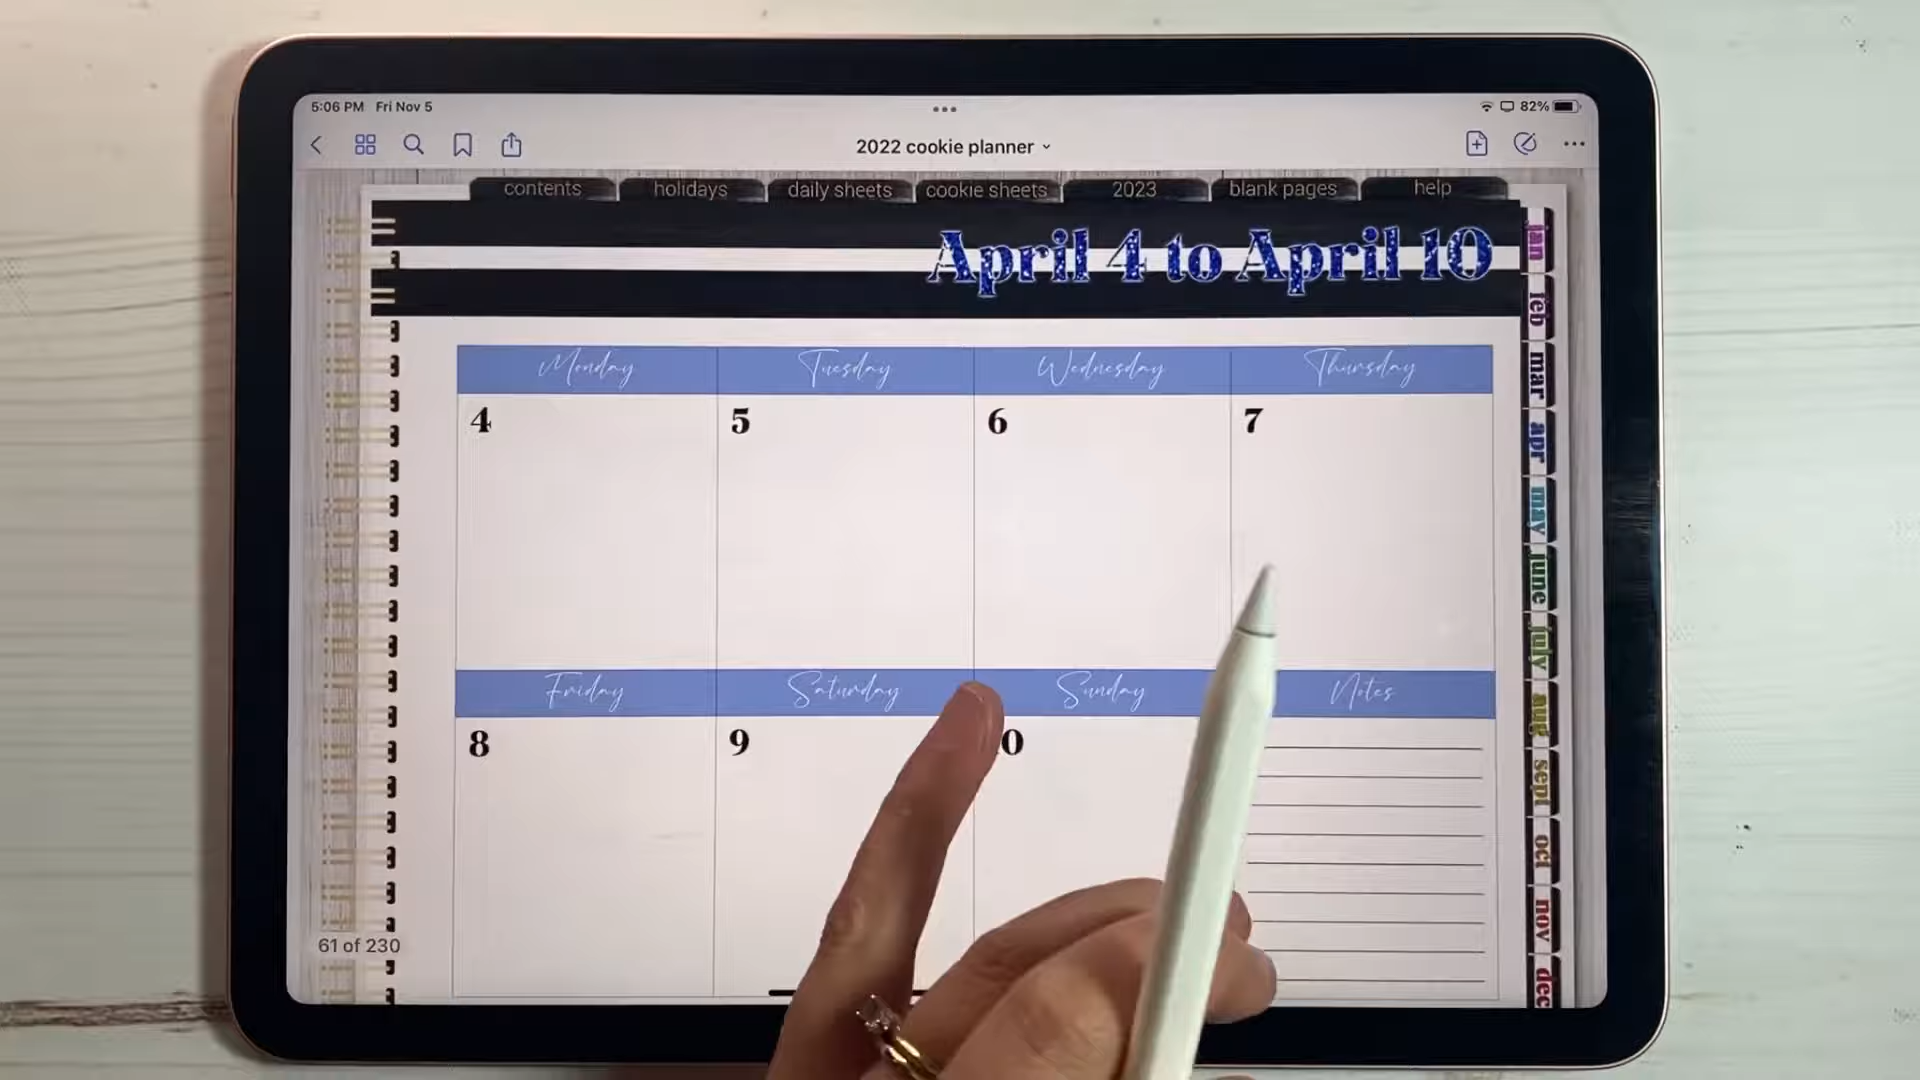 5:06 PM Fri Nov 5
82%
2022 cookie planner
contents holidays daily sheets cookie sheets 2023 blank pages help
April 4 to April 10
jan
feb
mar
apr
may
june
july
aug
sept
oct
nov
dec
Monday Tuesday Wednesday Thursday
4 5 6 7
Friday Saturday Sunday Notes
8 9 0
61 of 230